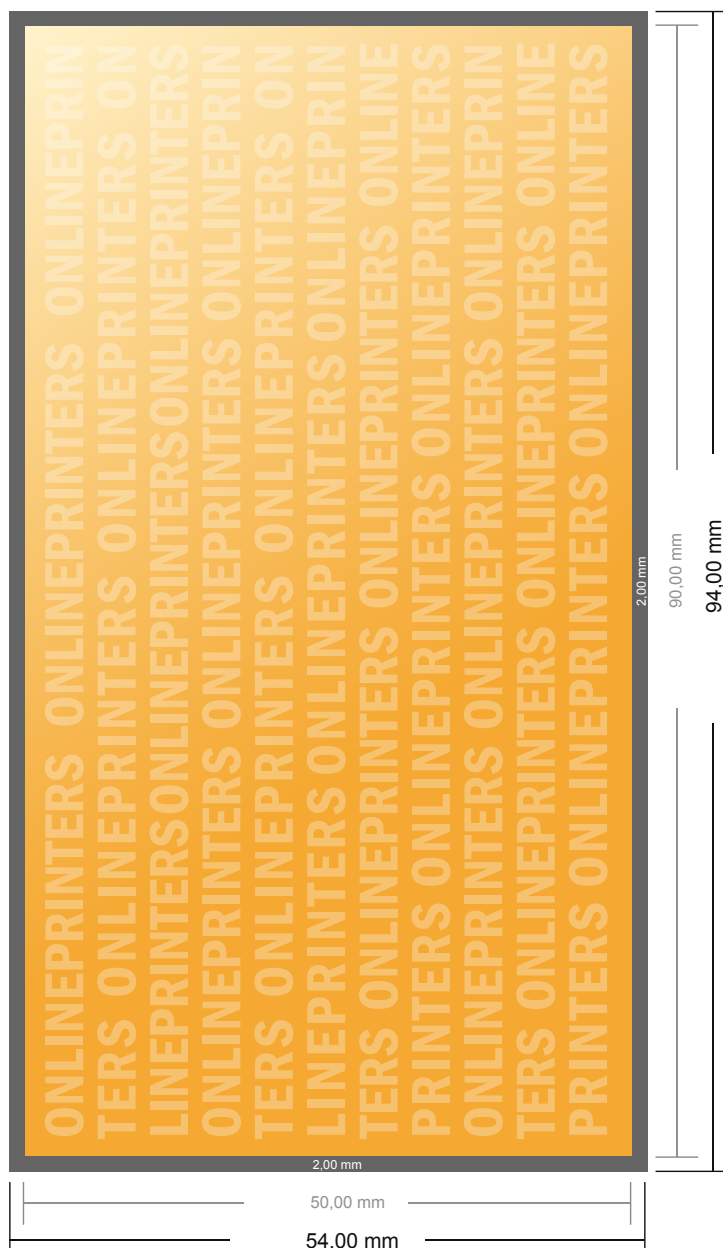 ONLINEPRINTERS ONLINEPRINTERS ONLINEPRIN
TERS ONLINEPRINTERS ONLINEPRINTERS ON
LINEPRINTERSONLINEPRINTERSONLINEPRINTERS
ONLINEPRINTERS ONLINEPRINTERS ONLINEPRIN
TERS ONLINEPRINTERS ONLINEPRINTERS ON
LINEPRINTERSONLINEPRINTERSONLINEPRIN
TERS ONLINEPRINTERS ONLINEPRINTERS ONLINE
PRINTERS ONLINEPRINTERS ONLINEPRINTERS
ONLINEPRINTERS ONLINEPRINTERS ONLINEPRIN
TERS ONLINEPRINTERS ONLINEPRINTERS ONLINE
PRINTERS ONLINEPRINTERS ONLINEPRINTERS
2,00 mm
90,00 mm
94,00 mm
2,00 mm
50,00 mm
54,00 mm